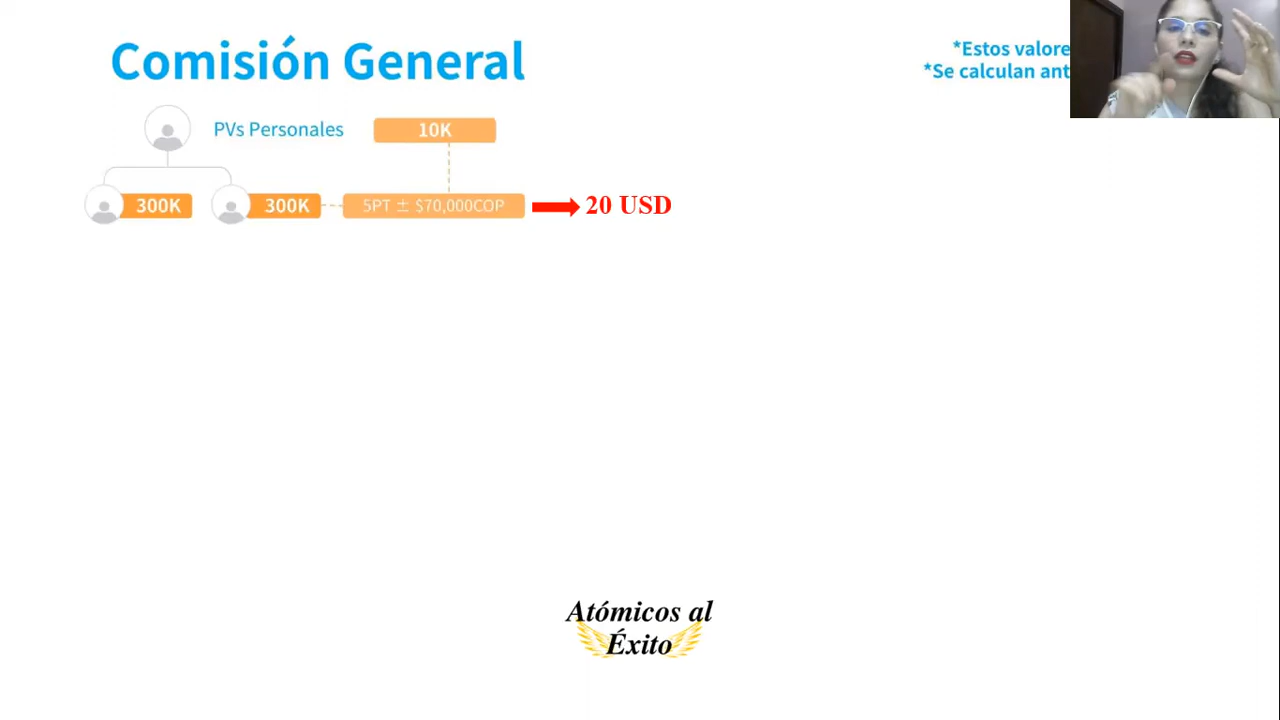 Comisión General
*Estos valore
*Se calculan ant
PVs Personales
10K
300K
300K
5PT ± $70,000COP
20 USD
Atómicos al
Éxito